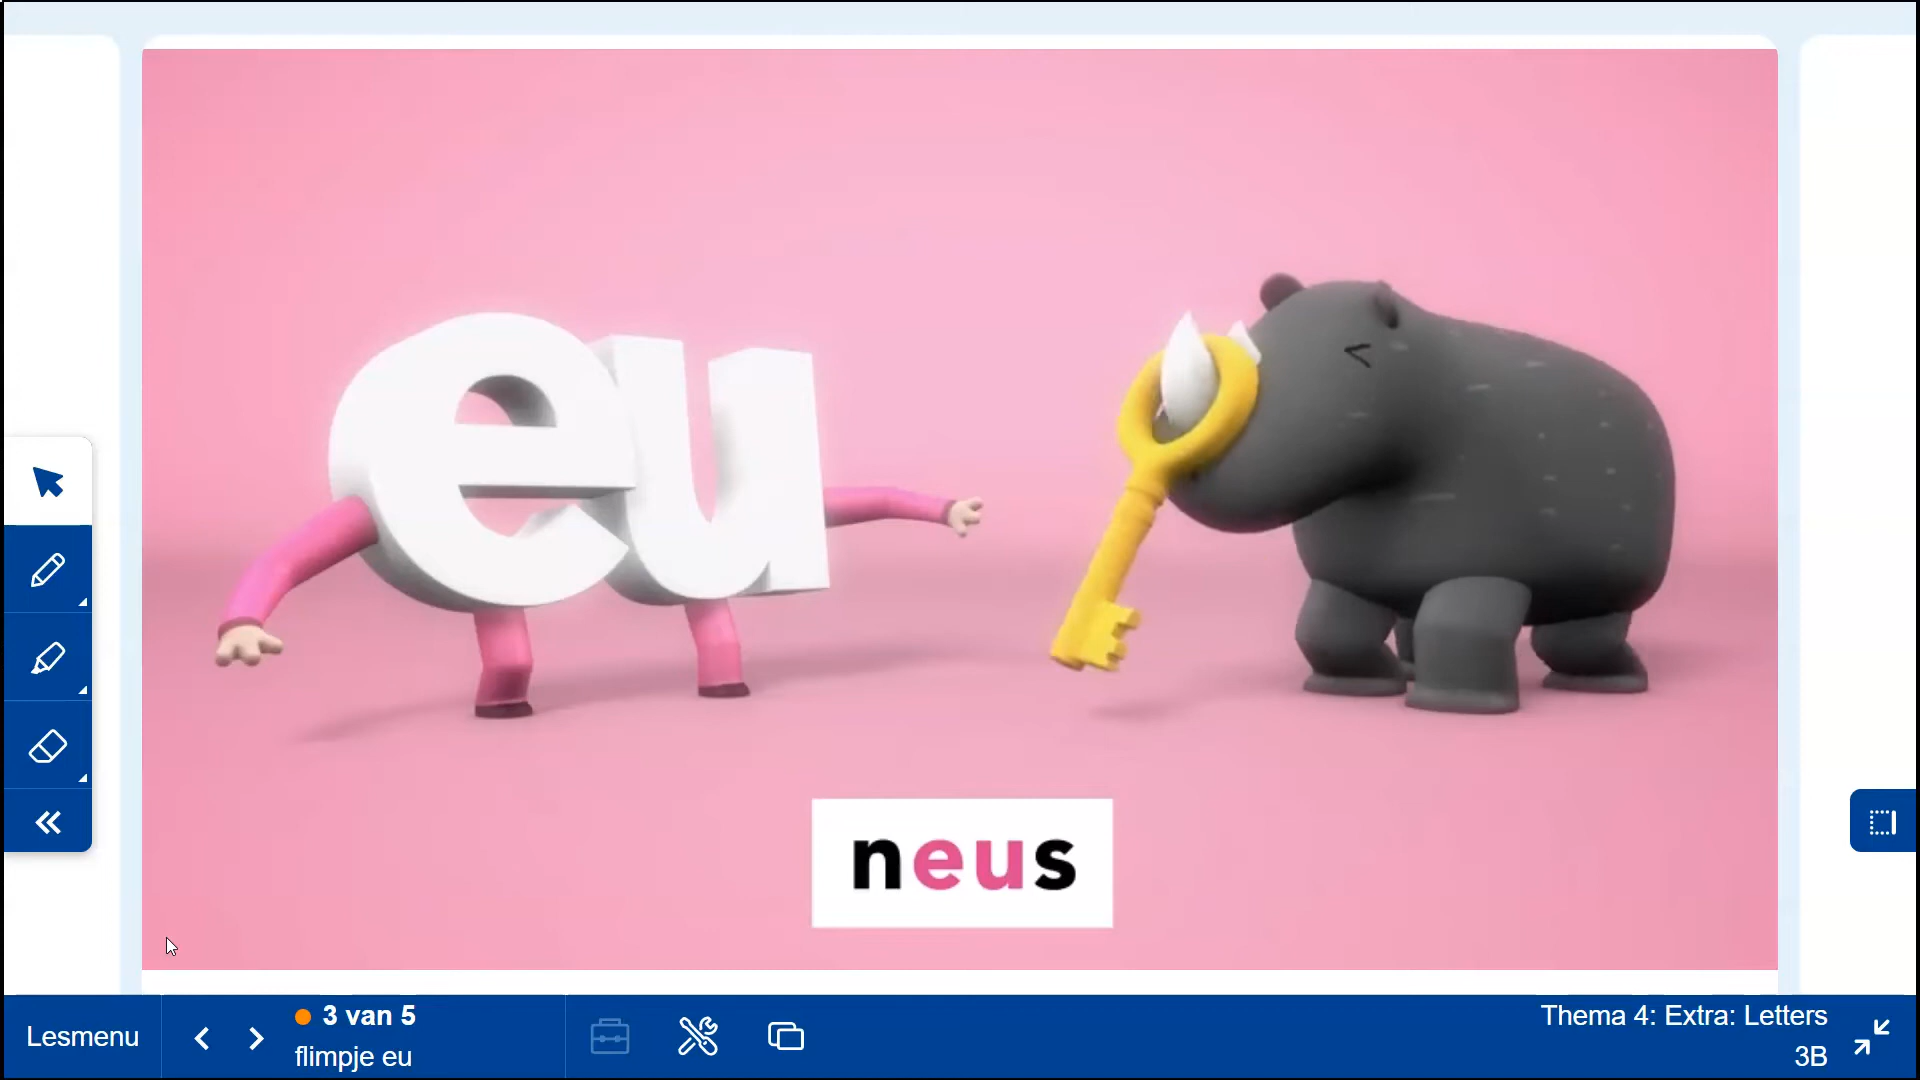 eu
neus
Lesmenu
3 van 5
flimpje eu
Thema 4: Extra: Letters
3B